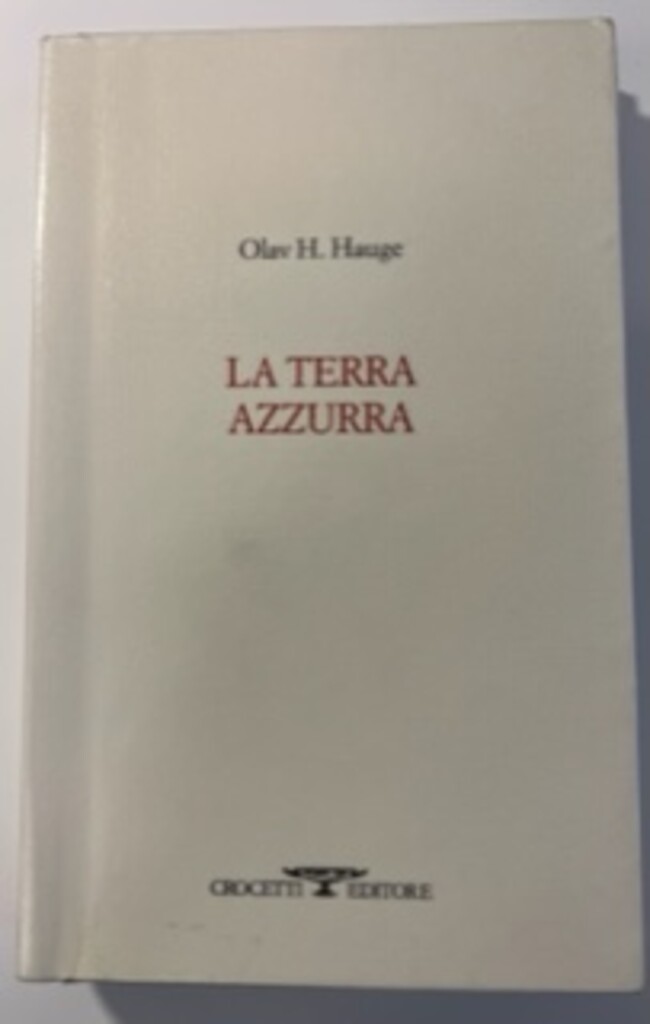 Olav H. Hauge
LA TERRA
AZZURRA
CROCETTI EDITORE